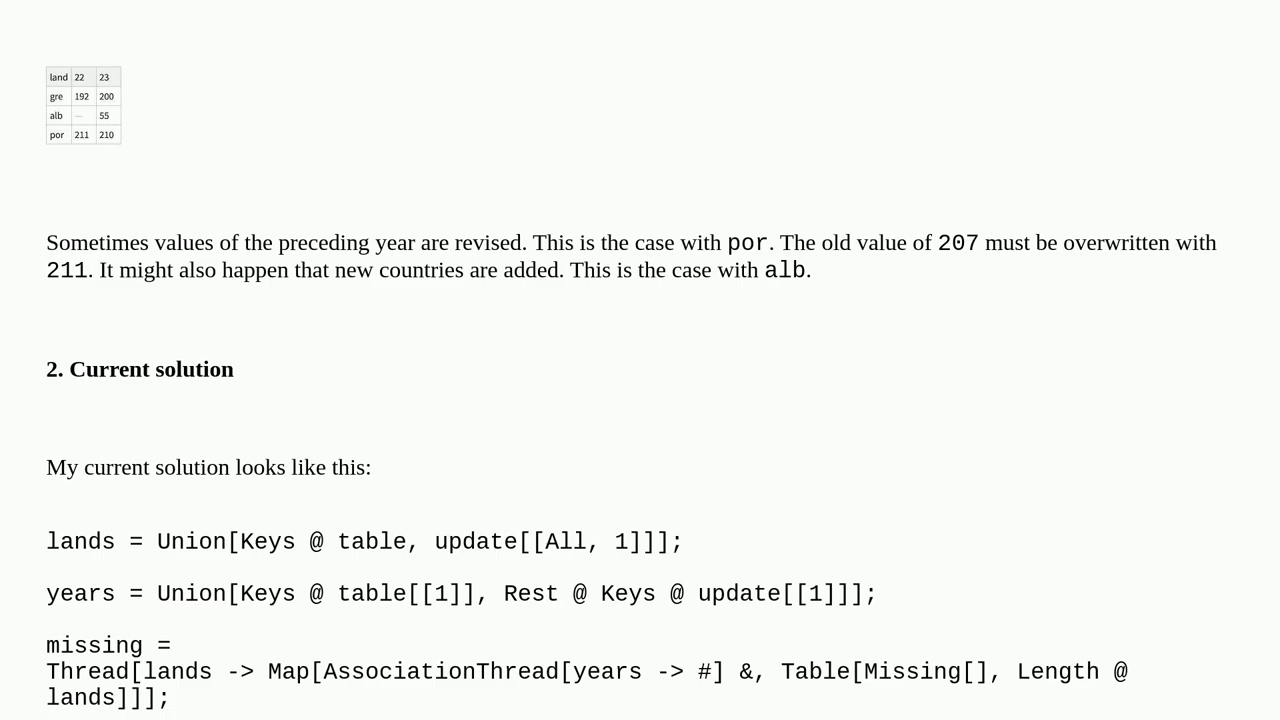 land 22 23
gre 192 200
alb — 55
por 211 210
Sometimes values of the preceding year are revised. This is the case with por. The old value of 207 must be overwritten with
211. It might also happen that new countries are added. This is the case with alb.
2. Current solution
My current solution looks like this:
lands = Union[Keys @ table, update[[All, 1]]];
years = Union[Keys @ table[[1]], Rest @ Keys @ update[[1]]];
missing =
Thread[lands -> Map[AssociationThread[years -> #] &, Table[Missing[], Length @
lands]]];